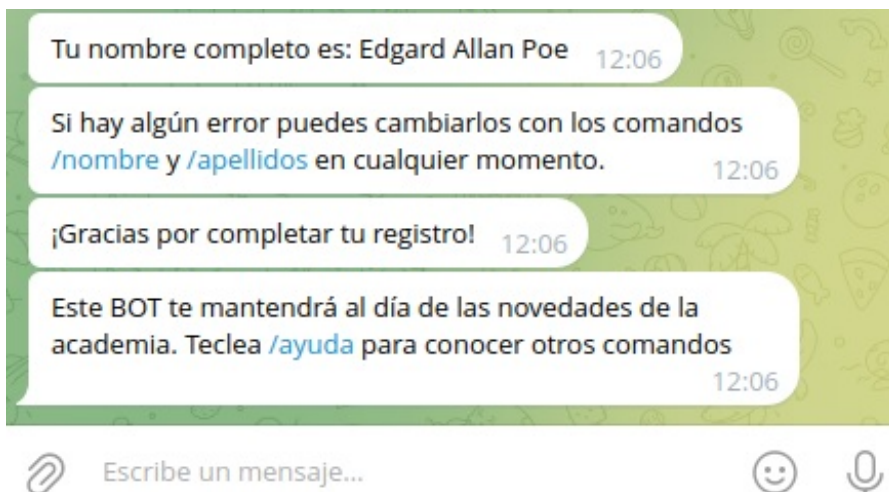 Tu nombre completo es: Edgard Allan Poe 12:06
Si hay algún error puedes cambiarlos con los comandos
/nombre y /apellidos en cualquier momento. 12:06
¡Gracias por completar tu registro! 12:06
Este BOT te mantendrá al día de las novedades de la
academia. Teclea /ayuda para conocer otros comandos
12:06
Escribe un mensaje...